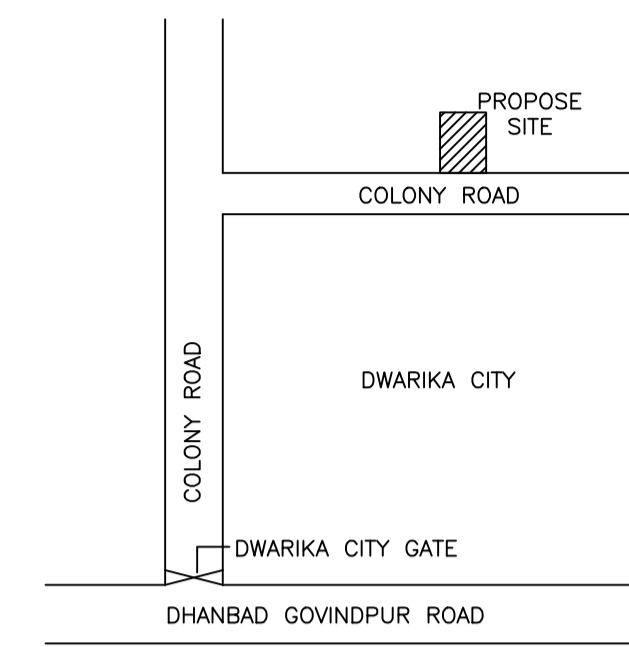 PROPOSE
SITE
COLONY ROAD
COLONY ROAD
DWARIKA CITY
DWARIKA CITY GATE
DHANBAD GOVINDPUR ROAD